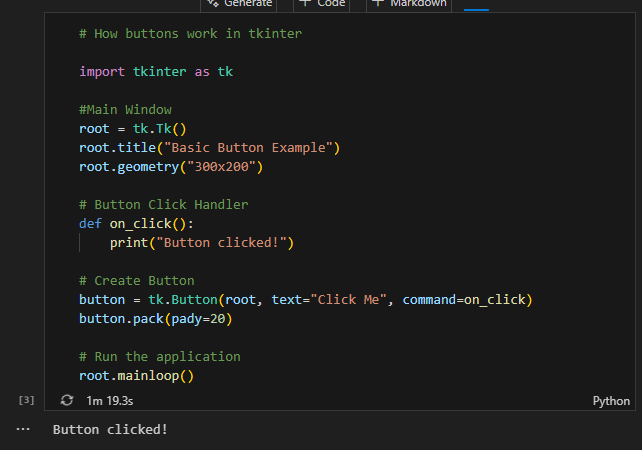 Generate + Code + Markdown
# How buttons work in tkinter
import tkinter as tk
#Main Window
root = tk.Tk()
root.title("Basic Button Example")
root.geometry("300x200")
# Button Click Handler
def on_click():
    print("Button clicked!")
# Create Button
button = tk.Button(root, text="Click Me", command=on_click)
button.pack(pady=20)
# Run the application
root.mainloop()
[3] 1m 19.3s Python
... Button clicked!